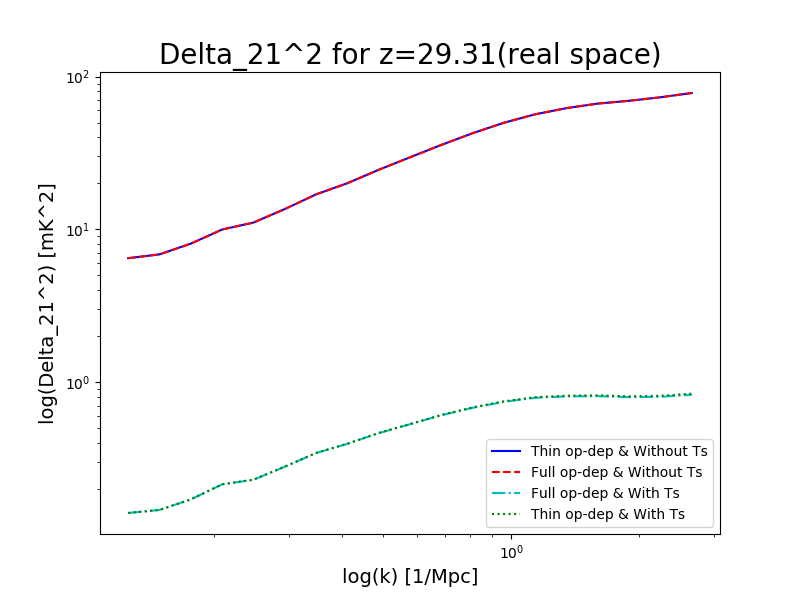 Delta_21^2 for z=29.31(real space)
log(Delta_21^2) [mK^2]
10^2
10^1
10^0
Thin op-dep & Without Ts
Full op-dep & Without Ts
Full op-dep & With Ts
Thin op-dep & With Ts
10^0
log(k) [1/Mpc]